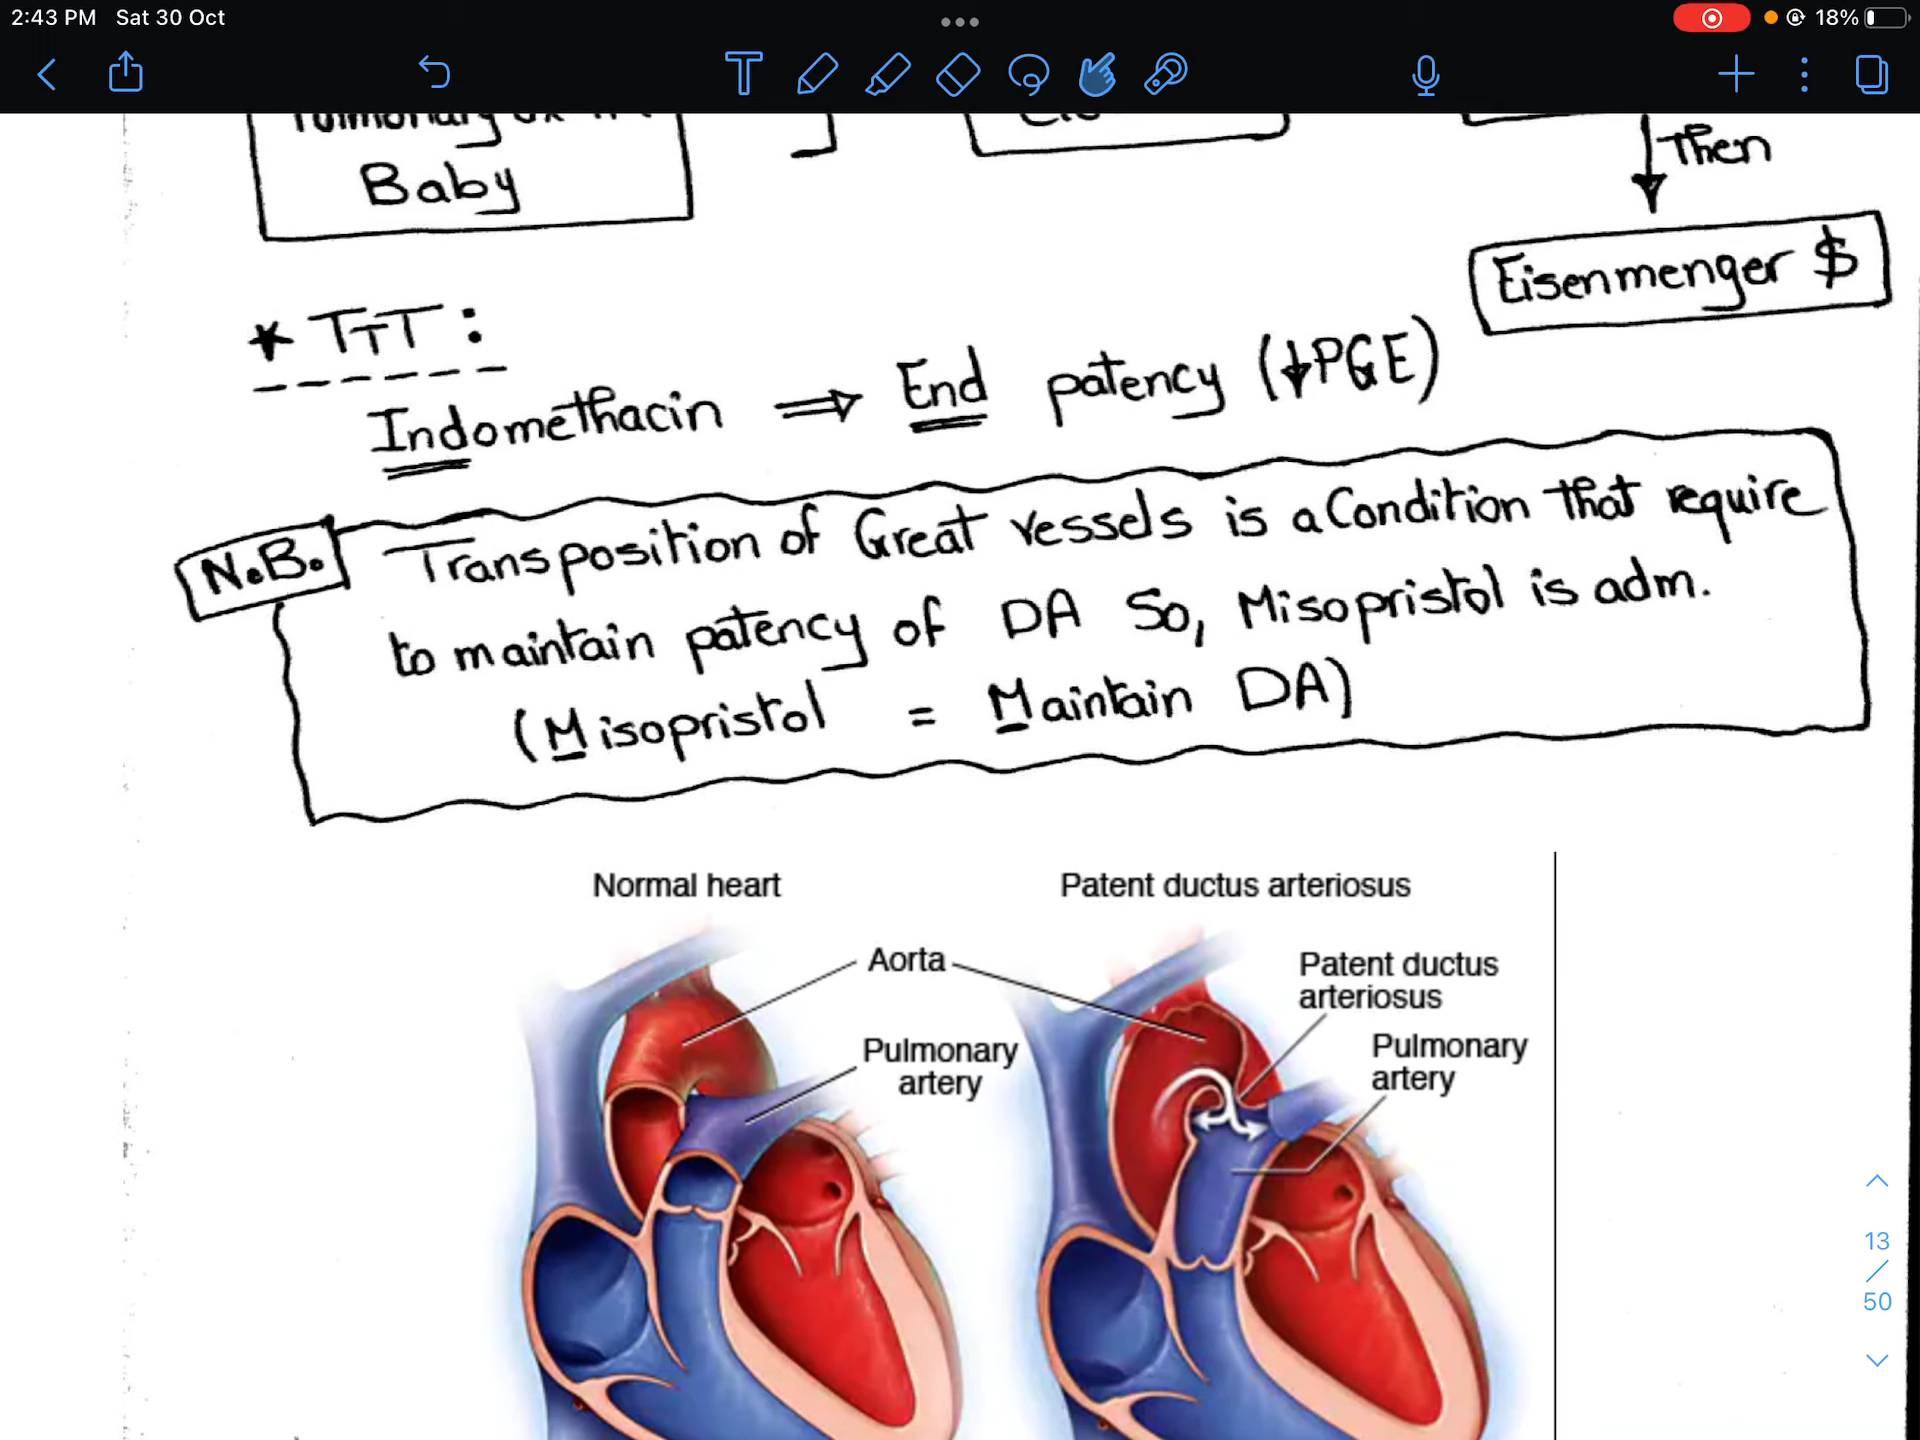 2:43 PM Sat 30 Oct
18%
Baby
Then
Eisenmenger $
* TTT :
Indomethacin ⇒ End patency (↓PGE)
N.B. Transposition of Great vessels is a Condition that require
to maintain patency of DA So, Misopristol is adm.
(Misopristol = Maintain DA)
Normal heart
Patent ductus arteriosus
Aorta
Patent ductus
arteriosus
Pulmonary
artery
Pulmonary
artery
13
/
50